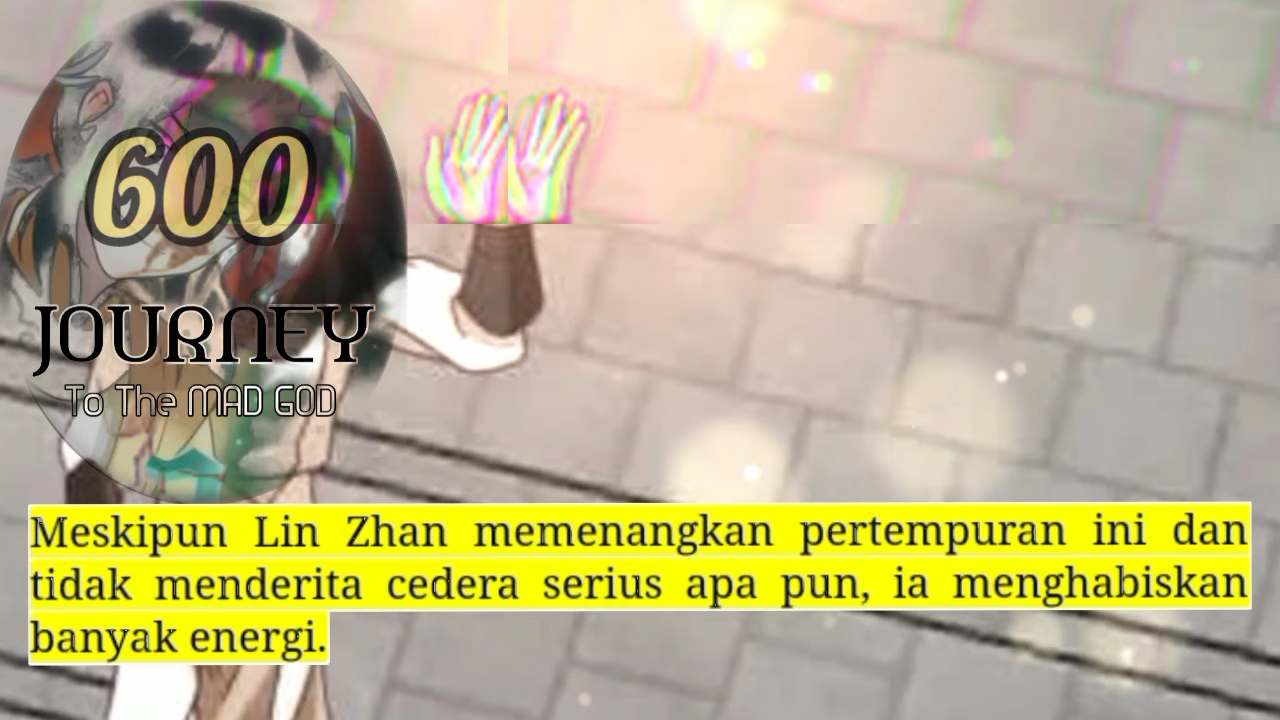 600
JOURNEY
To The MAD GOD
Meskipun Lin Zhan memenangkan pertempuran ini dan
tidak menderita cedera serius apa pun, ia menghabiskan
banyak energi.